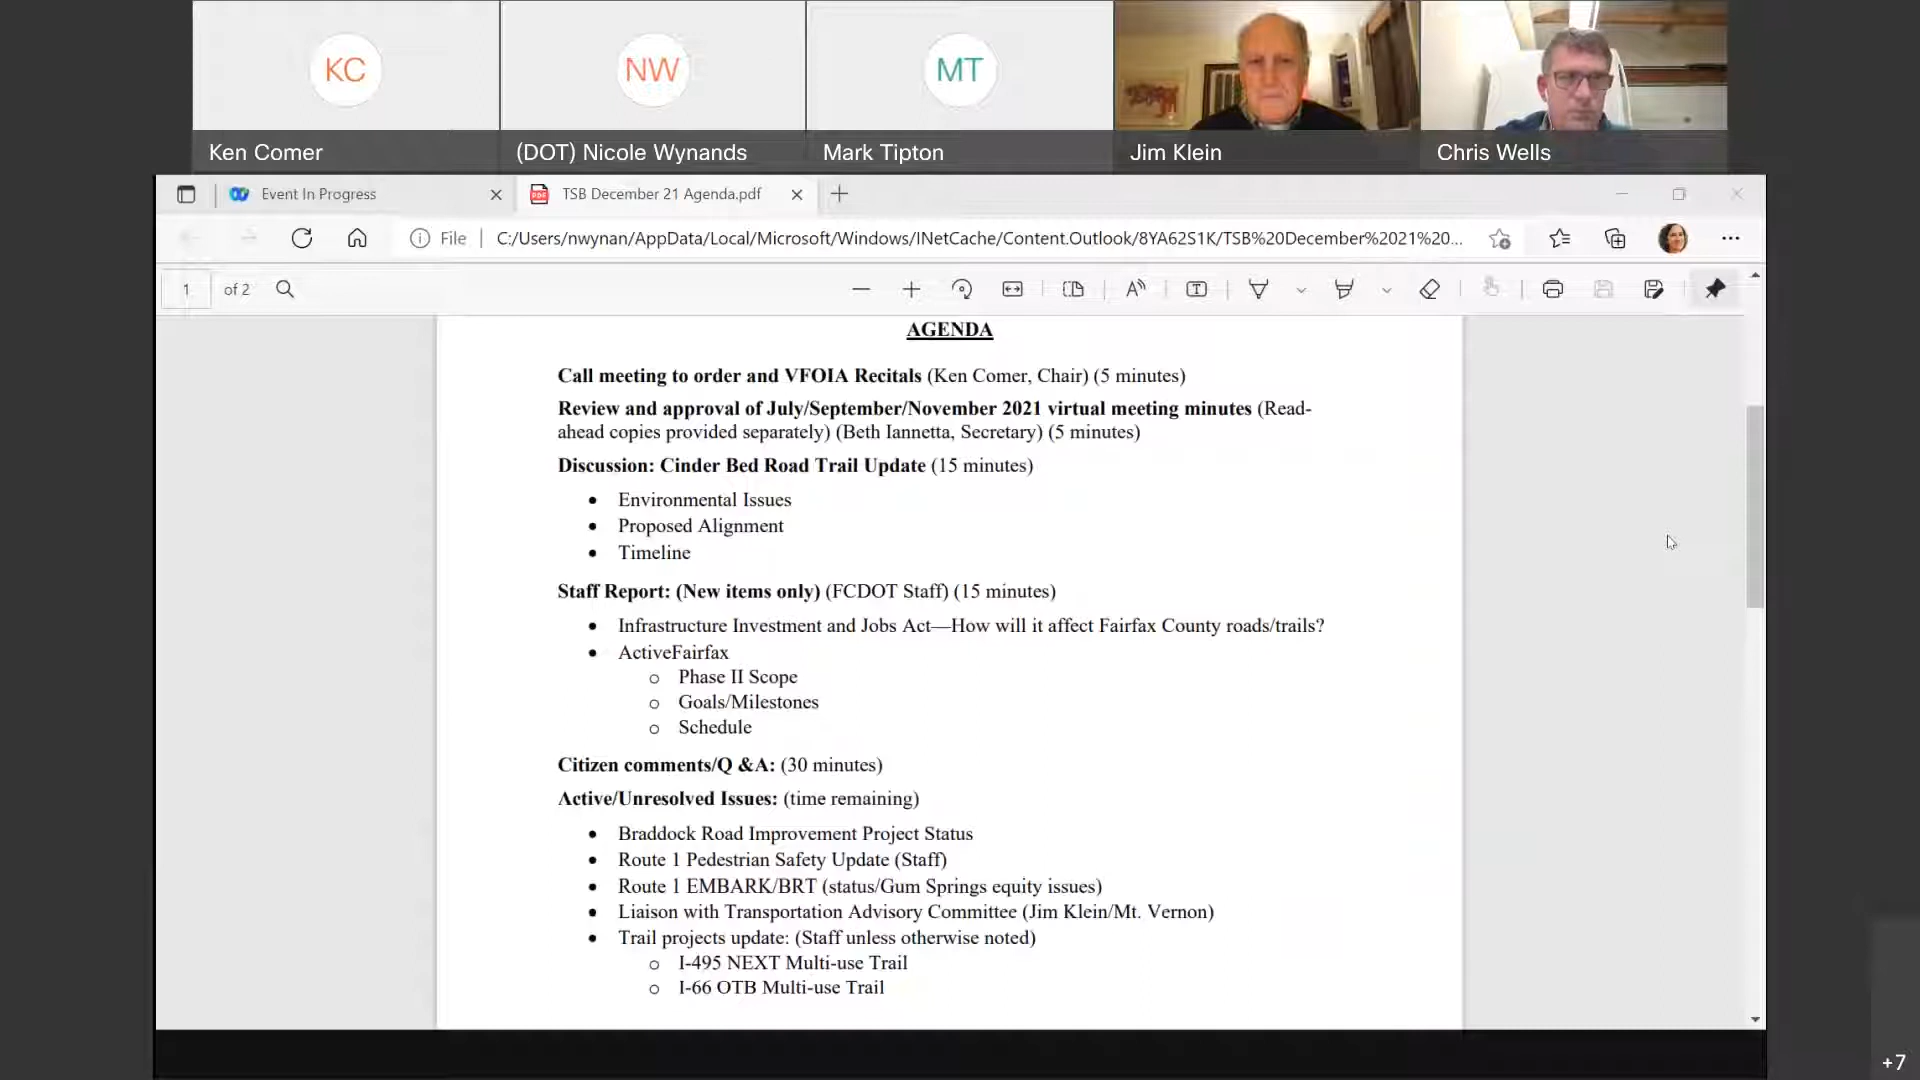 KC
NW
MT
Ken Comer
(DOT) Nicole Wynands
Mark Tipton
Jim Klein
Chris Wells
Event In Progress
PDF
TSB December 21 Agenda.pdf
File
C:/Users/nwynan/AppData/Local/Microsoft/Windows/INetCache/Content.Outlook/8YA62S1K/TSB%20December%2021%20...
1
of 2
AGENDA
Call meeting to order and VFOIA Recitals (Ken Comer, Chair) (5 minutes)
Review and approval of July/September/November 2021 virtual meeting minutes (Read-
ahead copies provided separately) (Beth Iannetta, Secretary) (5 minutes)
Discussion: Cinder Bed Road Trail Update (15 minutes)
• Environmental Issues
• Proposed Alignment
• Timeline
Staff Report: (New items only) (FCDOT Staff) (15 minutes)
• Infrastructure Investment and Jobs Act—How will it affect Fairfax County roads/trails?
• ActiveFairfax
o Phase II Scope
o Goals/Milestones
o Schedule
Citizen comments/Q &A: (30 minutes)
Active/Unresolved Issues: (time remaining)
• Braddock Road Improvement Project Status
• Route 1 Pedestrian Safety Update (Staff)
• Route 1 EMBARK/BRT (status/Gum Springs equity issues)
• Liaison with Transportation Advisory Committee (Jim Klein/Mt. Vernon)
• Trail projects update: (Staff unless otherwise noted)
o I-495 NEXT Multi-use Trail
o I-66 OTB Multi-use Trail
+7